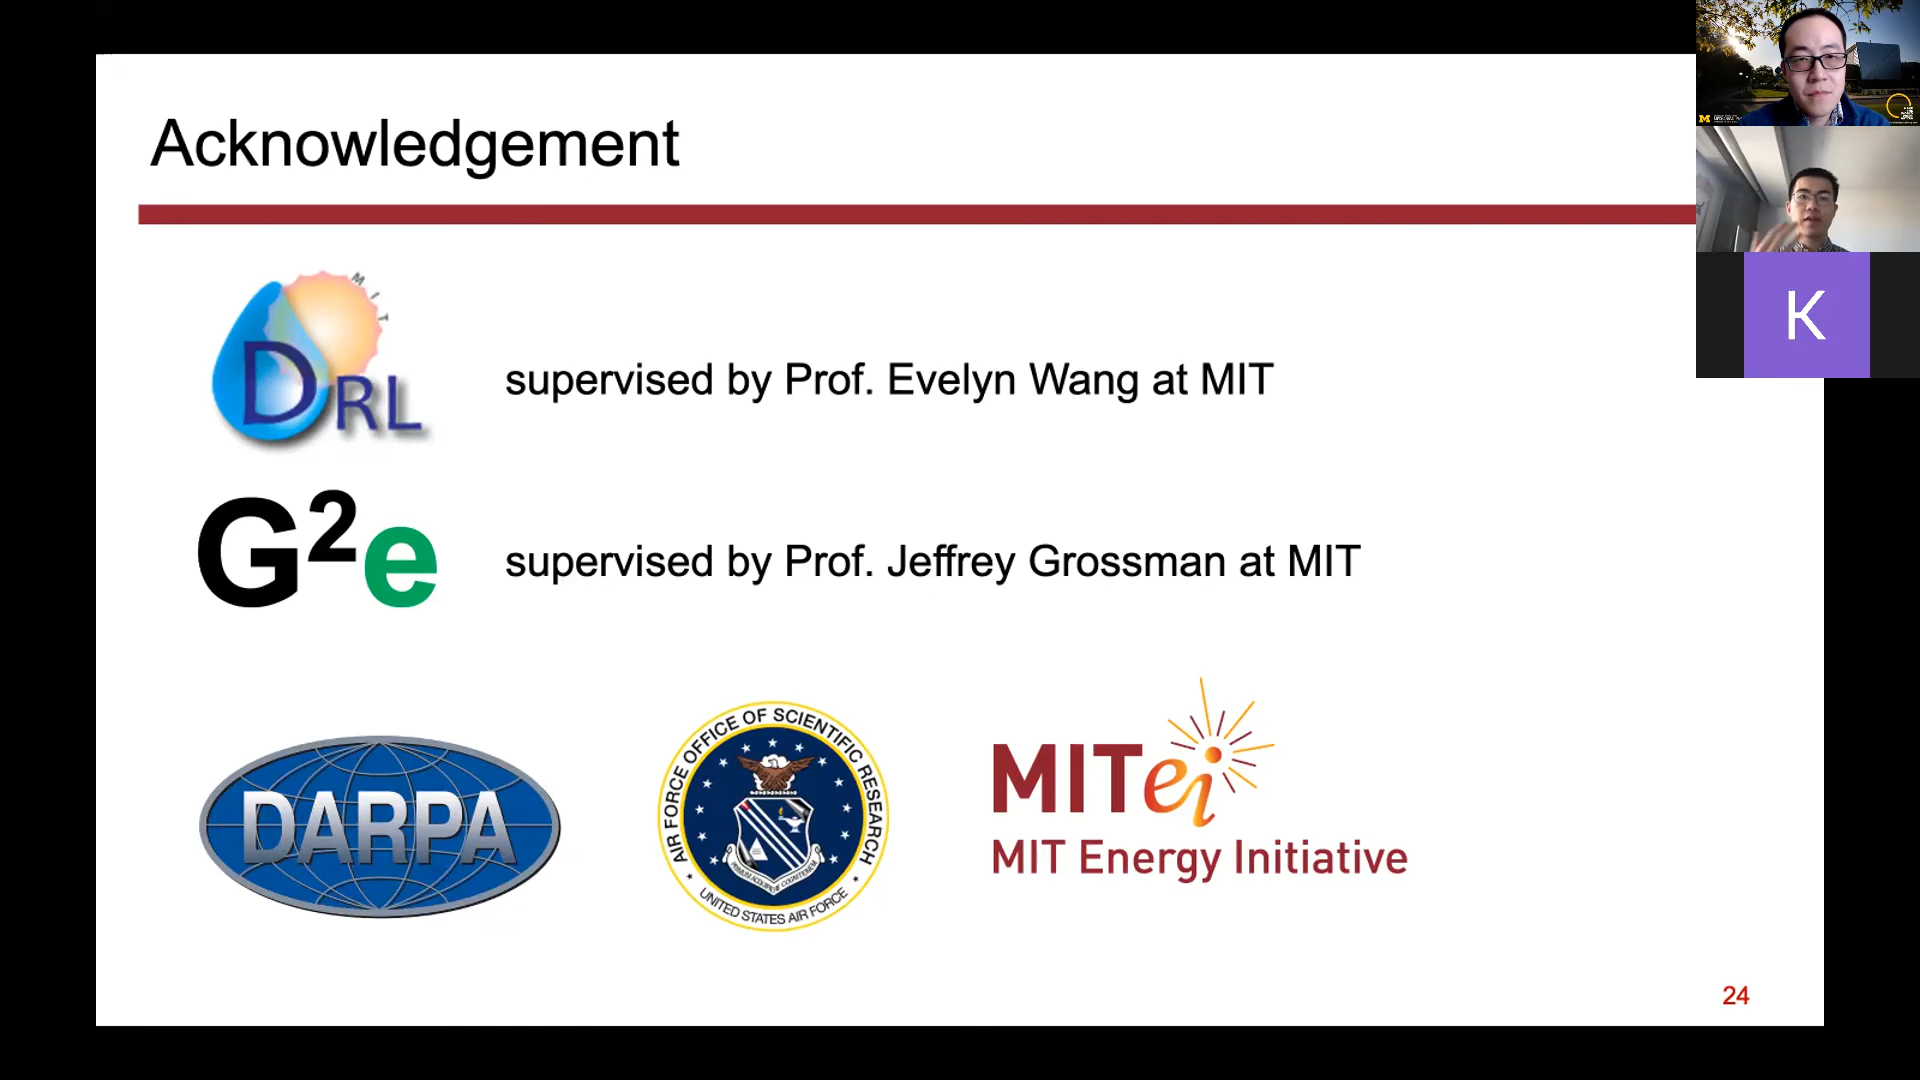 Acknowledgement
MIT
DRL
supervised by Prof. Evelyn Wang at MIT
G²e
supervised by Prof. Jeffrey Grossman at MIT
DARPA
AIR FORCE OFFICE OF SCIENTIFIC RESEARCH
UNITED STATES AIR FORCE
MITei
MIT Energy Initiative
24
M
K